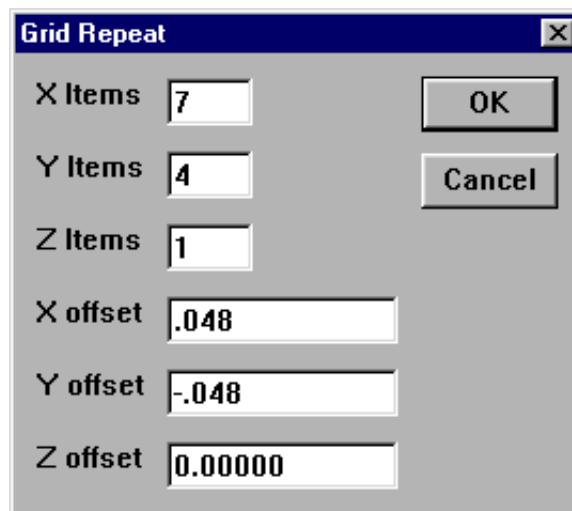 Grid Repeat
X Items 7 OK
Y Items 4 Cancel
Z Items 1
X offset .048
Y offset -.048
Z offset 0.00000